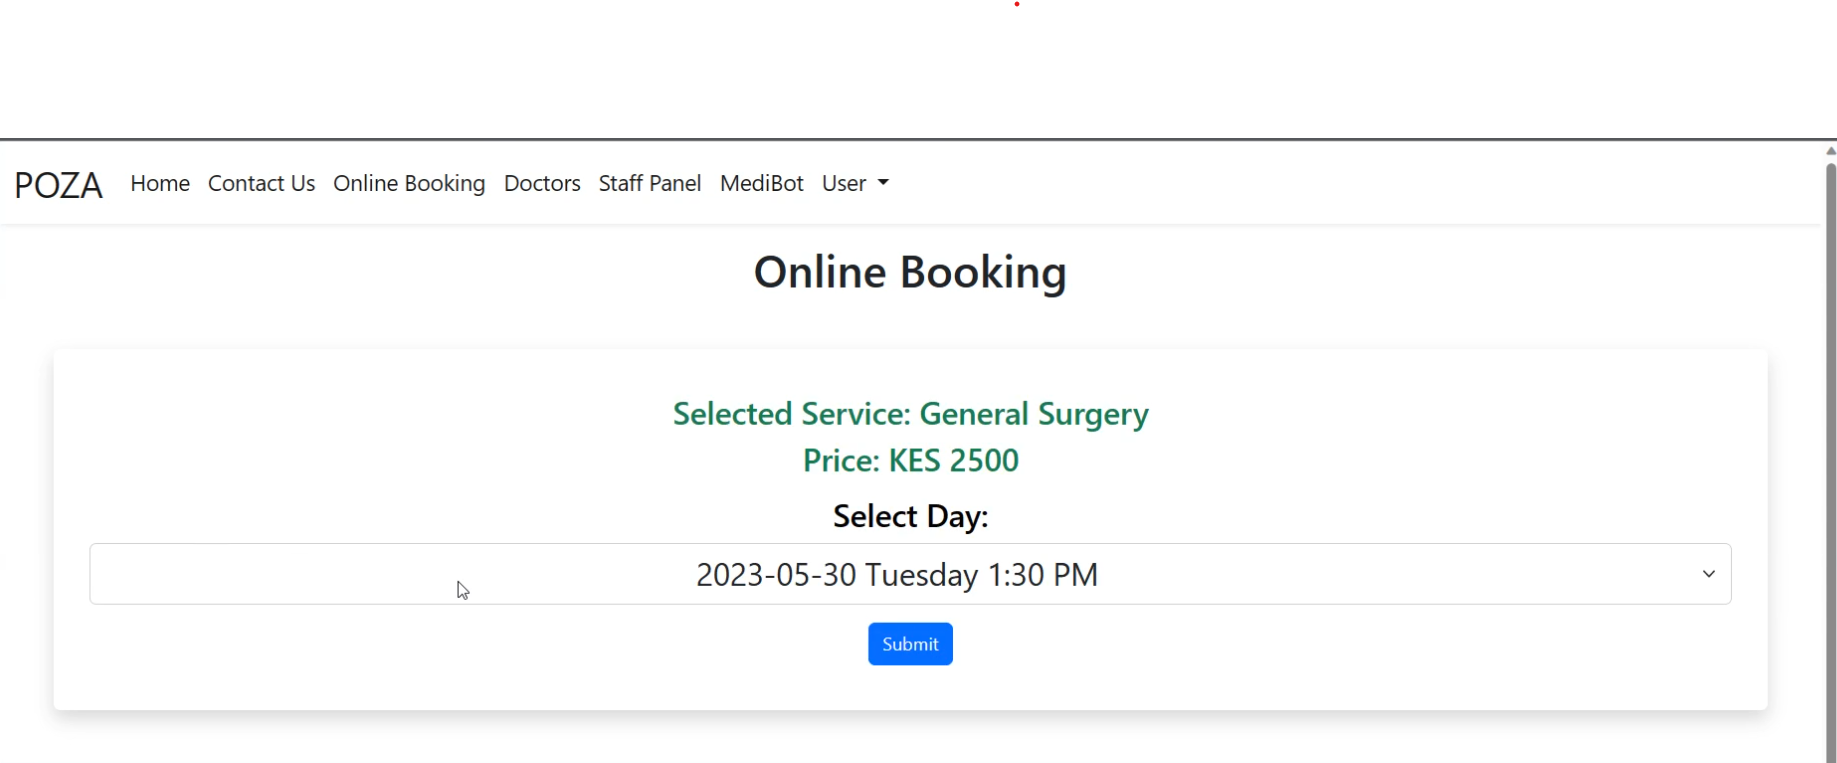 POZA Home Contact Us Online Booking Doctors Staff Panel MediBot User
Online Booking
Selected Service: General Surgery
Price: KES 2500
Select Day:
2023-05-30 Tuesday 1:30 PM
Submit